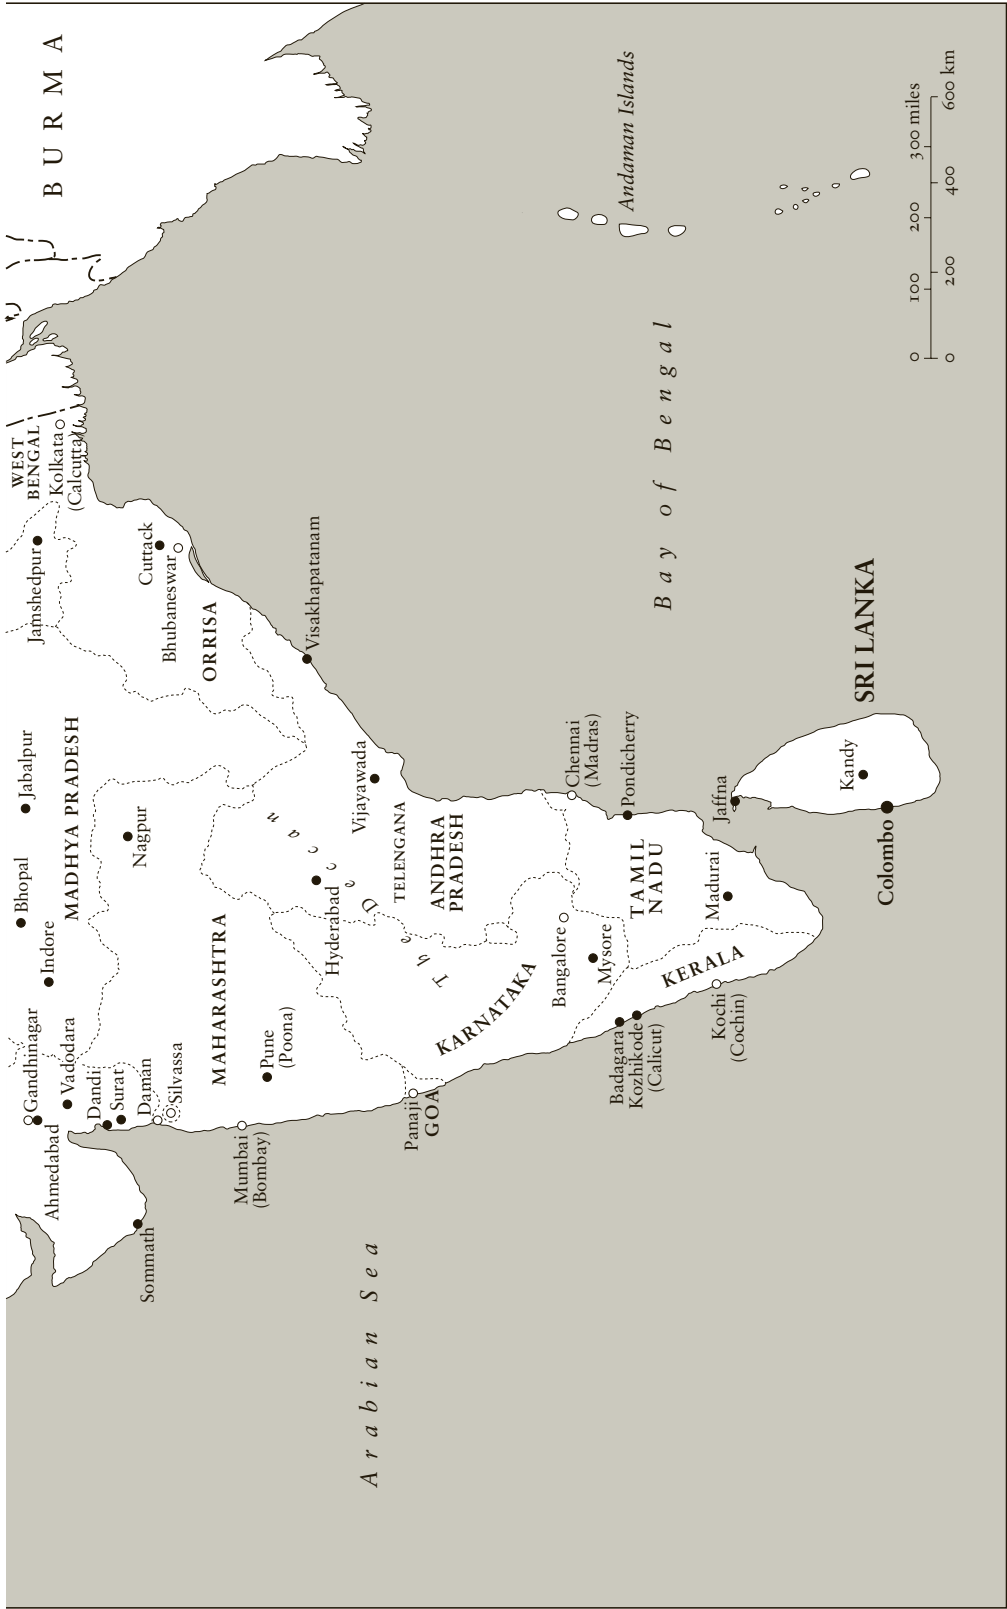 BURMA
WEST
BENGAL
Kolkata
(Calcutta)
Jamshedpur
Cuttack
Bhubaneswar
ORRISA
Visakhapatanam
Jabalpur
Bhopal
Indore
MADHYA PRADESH
Nagpur
Gandhinagar
Ahmedabad
Vadodara
Dandi
Surat
Daman
Silvassa
Sommath
MAHARASHTRA
Mumbai
(Bombay)
Pune
(Poona)
The Deccan
Hyderabad
Vijayawada
TELENGANA
ANDHRA
PRADESH
Panaji
GOA
KARNATAKA
Bangalore
Mysore
Chennai
(Madras)
Pondicherry
TAMIL
NADU
Madurai
KERALA
Badagara
Kozhikode
(Calicut)
Kochi
(Cochin)
Jaffna
Kandy
Colombo
SRI LANKA
Arabian Sea
Bay of Bengal
Andaman Islands
0 100 200 300 miles
0 200 400 600 km